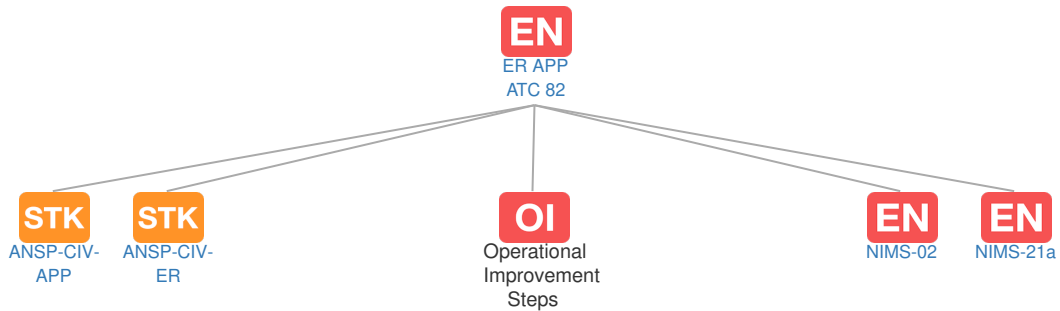 EN
ER APP
ATC 82
STK
ANSP-CIV-
APP
STK
ANSP-CIV-
ER
OI
Operational
Improvement
Steps
EN
NIMS-02
EN
NIMS-21a